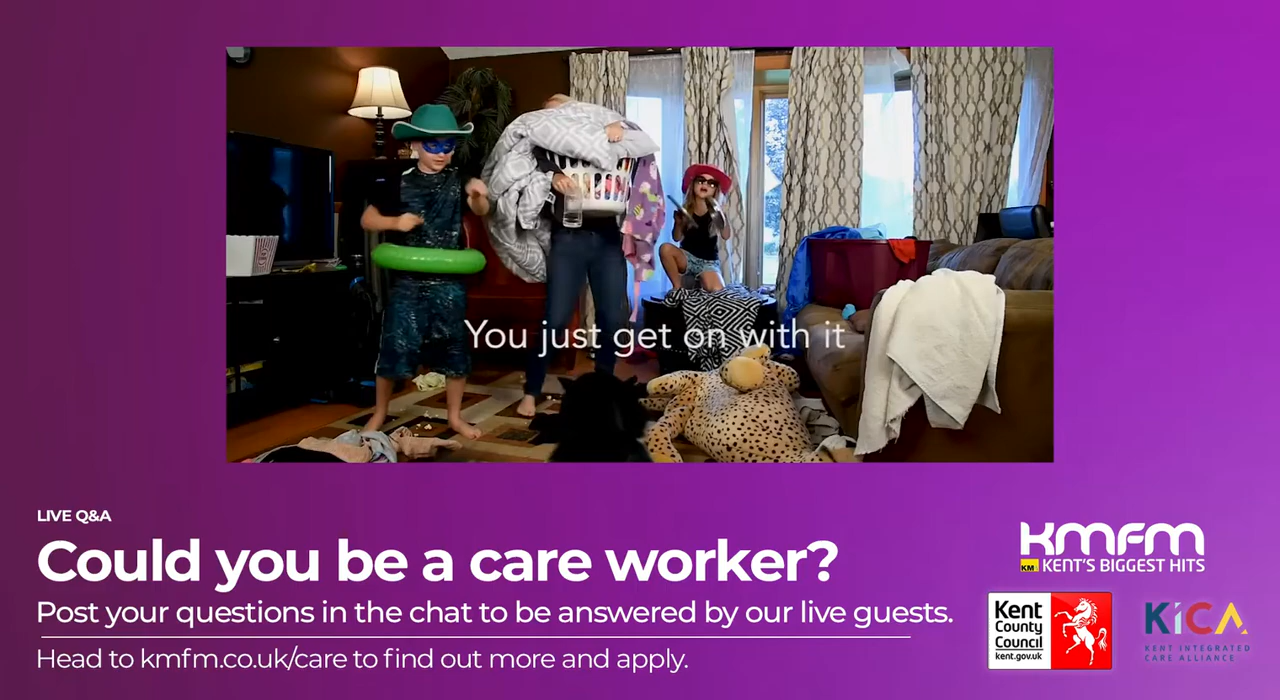 You just get on with it
LIVE Q&A
Could you be a care worker?
Post your questions in the chat to be answered by our live guests.
Head to kmfm.co.uk/care to find out more and apply.
kmfm
KM KENT'S BIGGEST HITS
Kent
County
Council
kent.gov.uk
KiCA
KENT INTEGRATED
CARE ALLIANCE